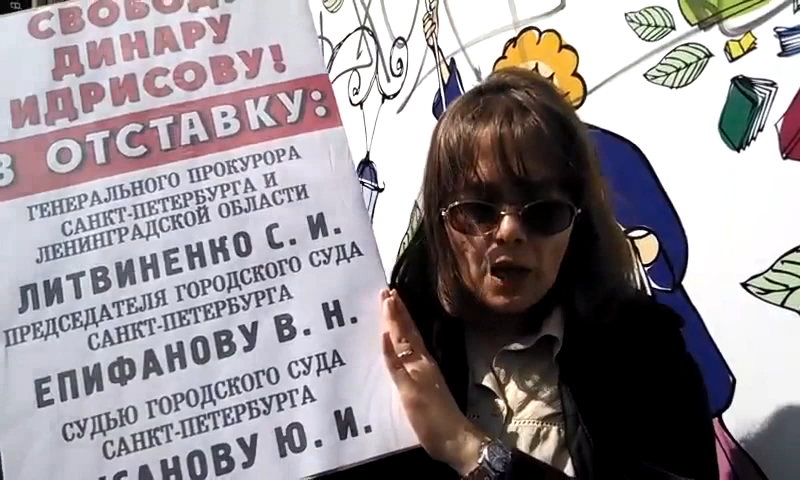 СВОБОДУ
ДИНАРУ
ИДРИСОВУ!
В ОТСТАВКУ:
ГЕНЕРАЛЬНОГО ПРОКУРОРА
САНКТ-ПЕТЕРБУРГА И
ЛЕНИНГРАДСКОЙ ОБЛАСТИ
ЛИТВИНЕНКО С. И.
ПРЕДСЕДАТЕЛЯ ГОРОДСКОГО СУДА
САНКТ-ПЕТЕРБУРГА
ЕПИФАНОВУ В. Н.
СУДЬЮ ГОРОДСКОГО СУДА
САНКТ-ПЕТЕРБУРГА
Ю. И.